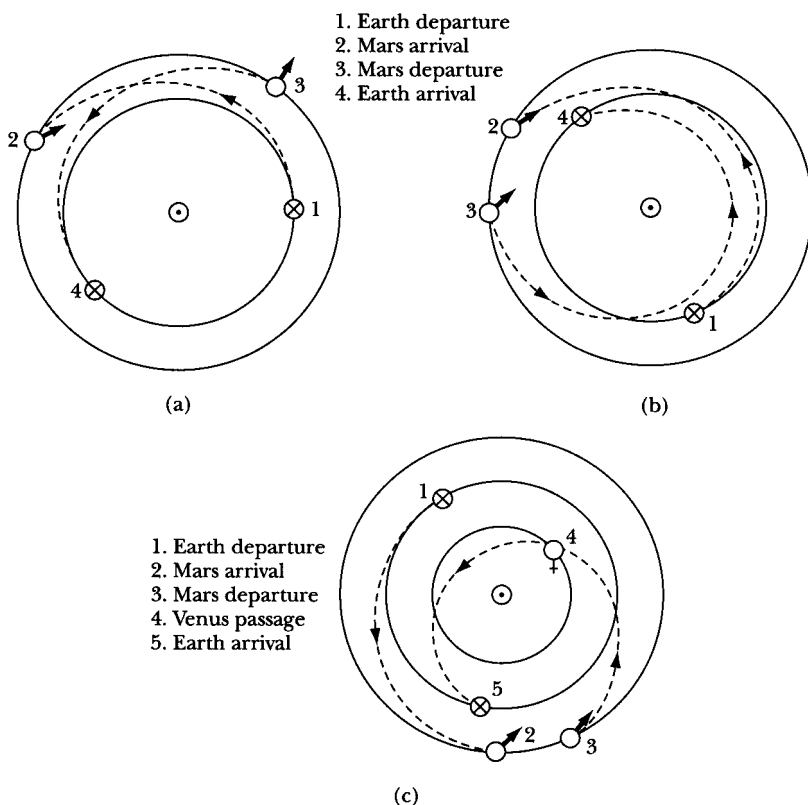 1. Earth departure
2. Mars arrival
3. Mars departure
4. Earth arrival
3
2
1
4
(a)
2
4
3
1
(b)
1. Earth departure
2. Mars arrival
3. Mars departure
4. Venus passage
5. Earth arrival
1
4
5
2
3
(c)